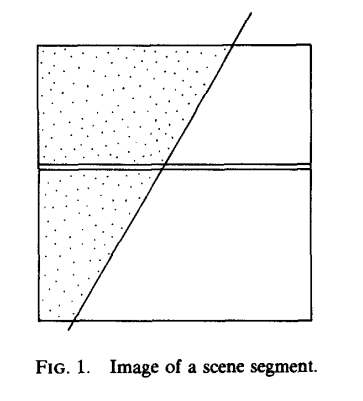 FIG. 1. Image of a scene segment.